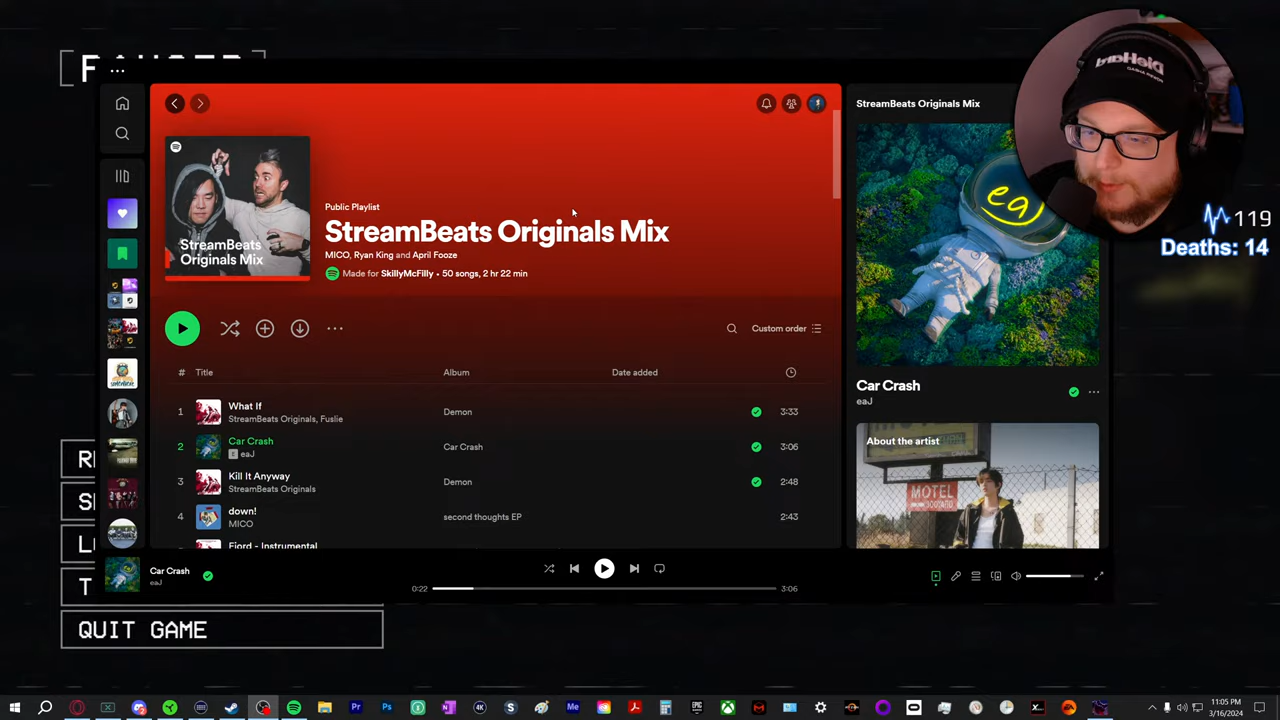 StreamBeats Originals Mix
StreamBeats
Originals Mix
Public Playlist
StreamBeats Originals Mix
MICO, Ryan King and April Fooze
Made for SkillyMcFilly • 50 songs, 2 hr 22 min
Custom order
# Title Album Date added
1 What If Demon 3:33
StreamBeats Originals, Fuslie
2 Car Crash Car Crash 3:06
E eaJ
3 Kill It Anyway Demon 2:48
StreamBeats Originals
4 down! second thoughts EP 2:43
MICO
Fjord - Instrumental
ea
Car Crash
eaJ
About the artist
MOTEL
119
Deaths: 14
DieHard
Car Crash
eaJ
0:22
3:06
QUIT GAME
11:05 PM
3/16/2024